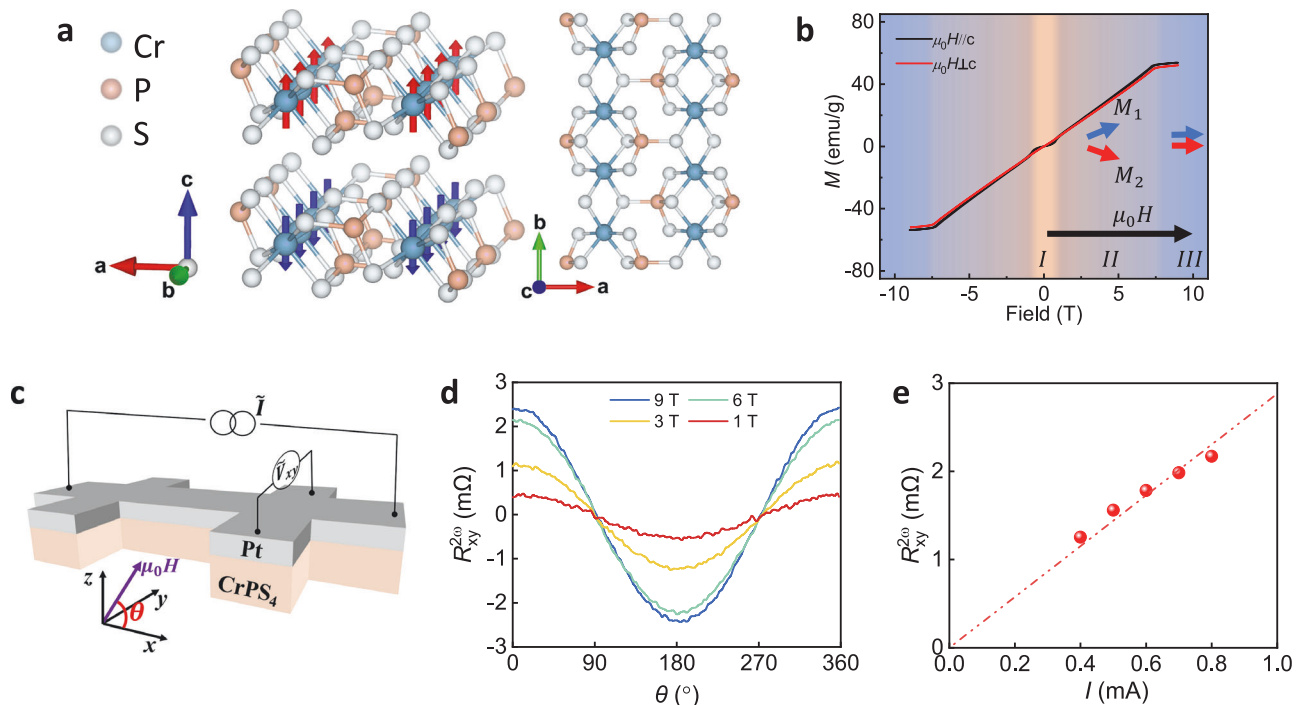 a
Cr
P
S
c
a
b
b
c
a
b
M (emu/g)
80
40
0
-40
-80
μ₀H//c
μ₀H⊥c
M₁
M₂
μ₀H
I
II
III
-10
-5
0
5
10
Field (T)
c
Ĩ
Ṽxy
Pt
CrPS₄
z
μ₀H
y
θ
x
d
R²ᵚxy (mΩ)
3
2
1
0
-1
-2
-3
9 T
6 T
3 T
1 T
0
90
180
270
360
θ (°)
e
R²ᵚxy (mΩ)
3
2
1
0
0.0
0.2
0.4
0.6
0.8
1.0
I (mA)